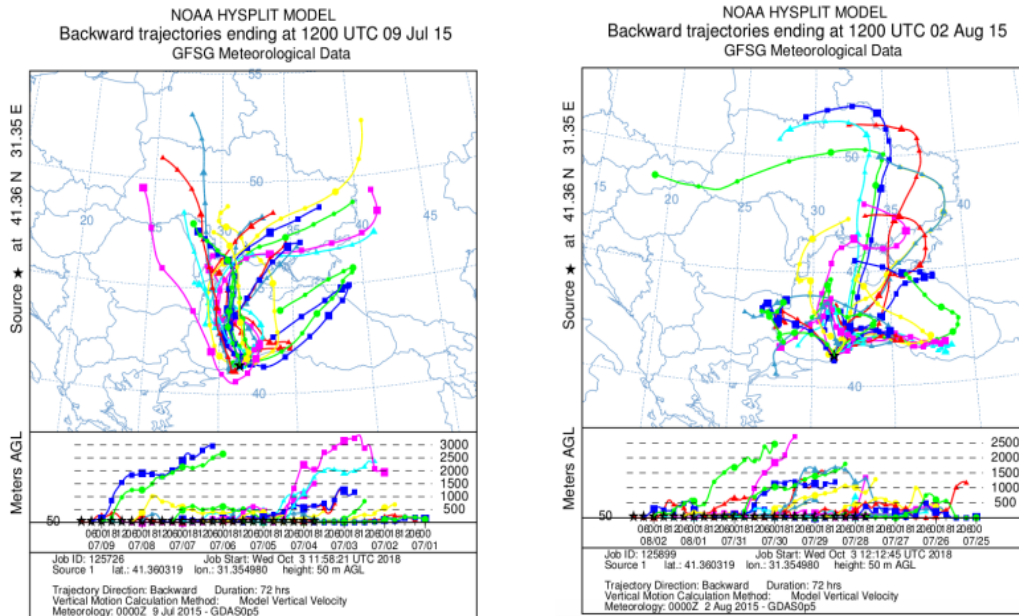 NOAA HYSPLIT MODEL
Backward trajectories ending at 1200 UTC 09 Jul 15
GFSG Meteorological Data
Source ★ at 41.36 N 31.35 E
55
50
20
25
35
40
45
40
Meters AGL
3000
2500
2000
1500
1000
500
50
07/09 07/08 07/07 07/06 07/05 07/04 07/03 07/02 07/01
Job ID: 125726 Job Start: Wed Oct 3 11:58:21 UTC 2018
Source 1 lat.: 41.360319 lon.: 31.354980 height: 50 m AGL
Trajectory Direction: Backward Duration: 72 hrs
Vertical Motion Calculation Method: Model Vertical Velocity
Meteorology: 0000Z 9 Jul 2015 - GDAS0p5
NOAA HYSPLIT MODEL
Backward trajectories ending at 1200 UTC 02 Aug 15
GFSG Meteorological Data
Source ★ at 41.36 N 31.35 E
50
15
20
25
30
35
40
45
40
Meters AGL
2500
2000
1500
1000
500
50
08/02 08/01 07/31 07/30 07/29 07/28 07/27 07/26 07/25
Job ID: 125899 Job Start: Wed Oct 3 12:12:45 UTC 2018
Source 1 lat.: 41.360319 lon.: 31.354980 height: 50 m AGL
Trajectory Direction: Backward Duration: 72 hrs
Vertical Motion Calculation Method: Model Vertical Velocity
Meteorology: 0000Z 2 Aug 2015 - GDAS0p5